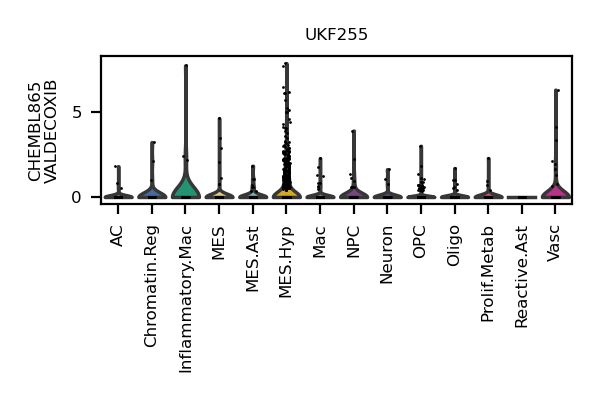 UKF255
CHEMBL865
VALDECOXIB
5
0
AC
Chromatin.Reg
Inflammatory.Mac
MES
MES.Ast
MES.Hyp
Mac
NPC
Neuron
OPC
Oligo
Prolif.Metab
Reactive.Ast
Vasc